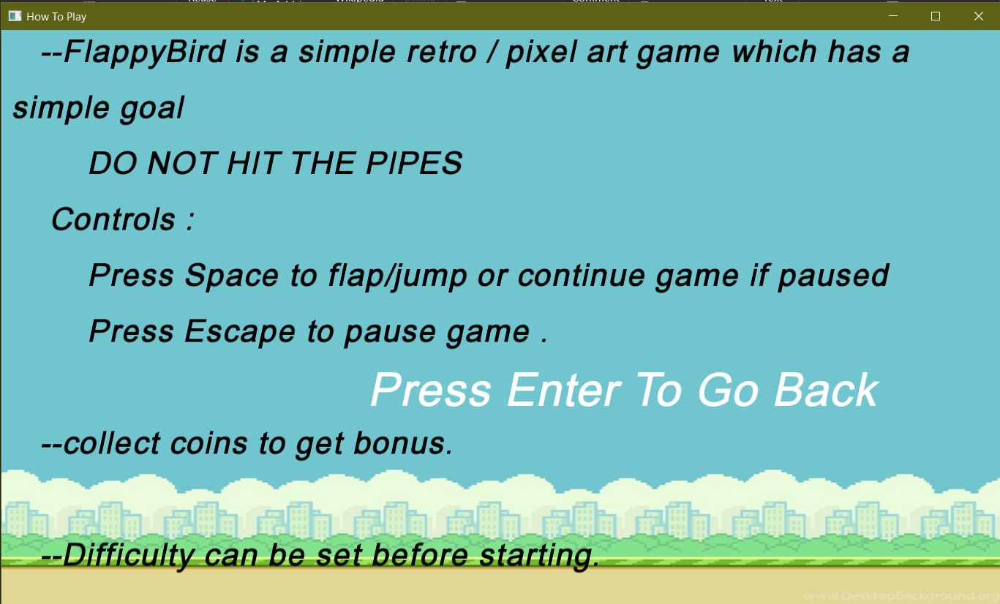 How To Play
--FlappyBird is a simple retro / pixel art game which has a
simple goal
DO NOT HIT THE PIPES
Controls :
Press Space to flap/jump or continue game if paused
Press Escape to pause game .
Press Enter To Go Back
--collect coins to get bonus.
--Difficulty can be set before starting.
www.DesktopBackground.org